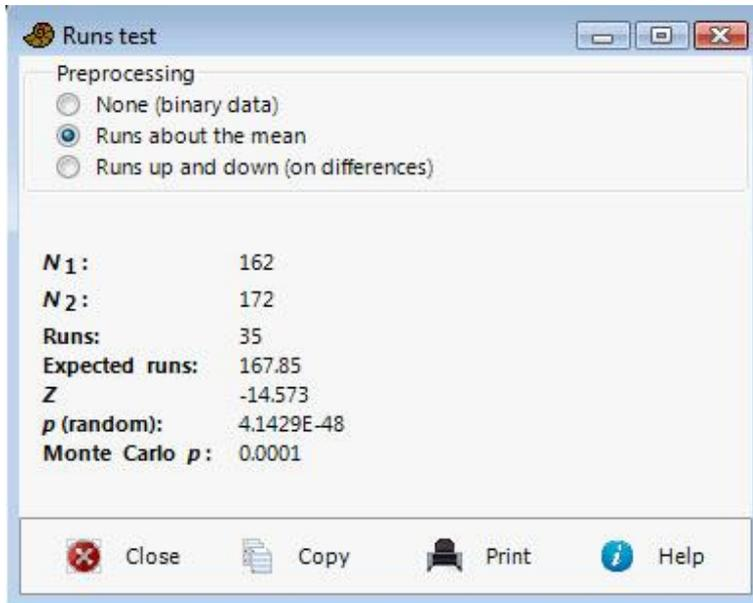 Runs test
Preprocessing
None (binary data)
Runs about the mean
Runs up and down (on differences)
N1: 162
N2: 172
Runs: 35
Expected runs: 167.85
Z -14.573
p (random): 4.1429E-48
Monte Carlo p: 0.0001
Close Copy Print Help